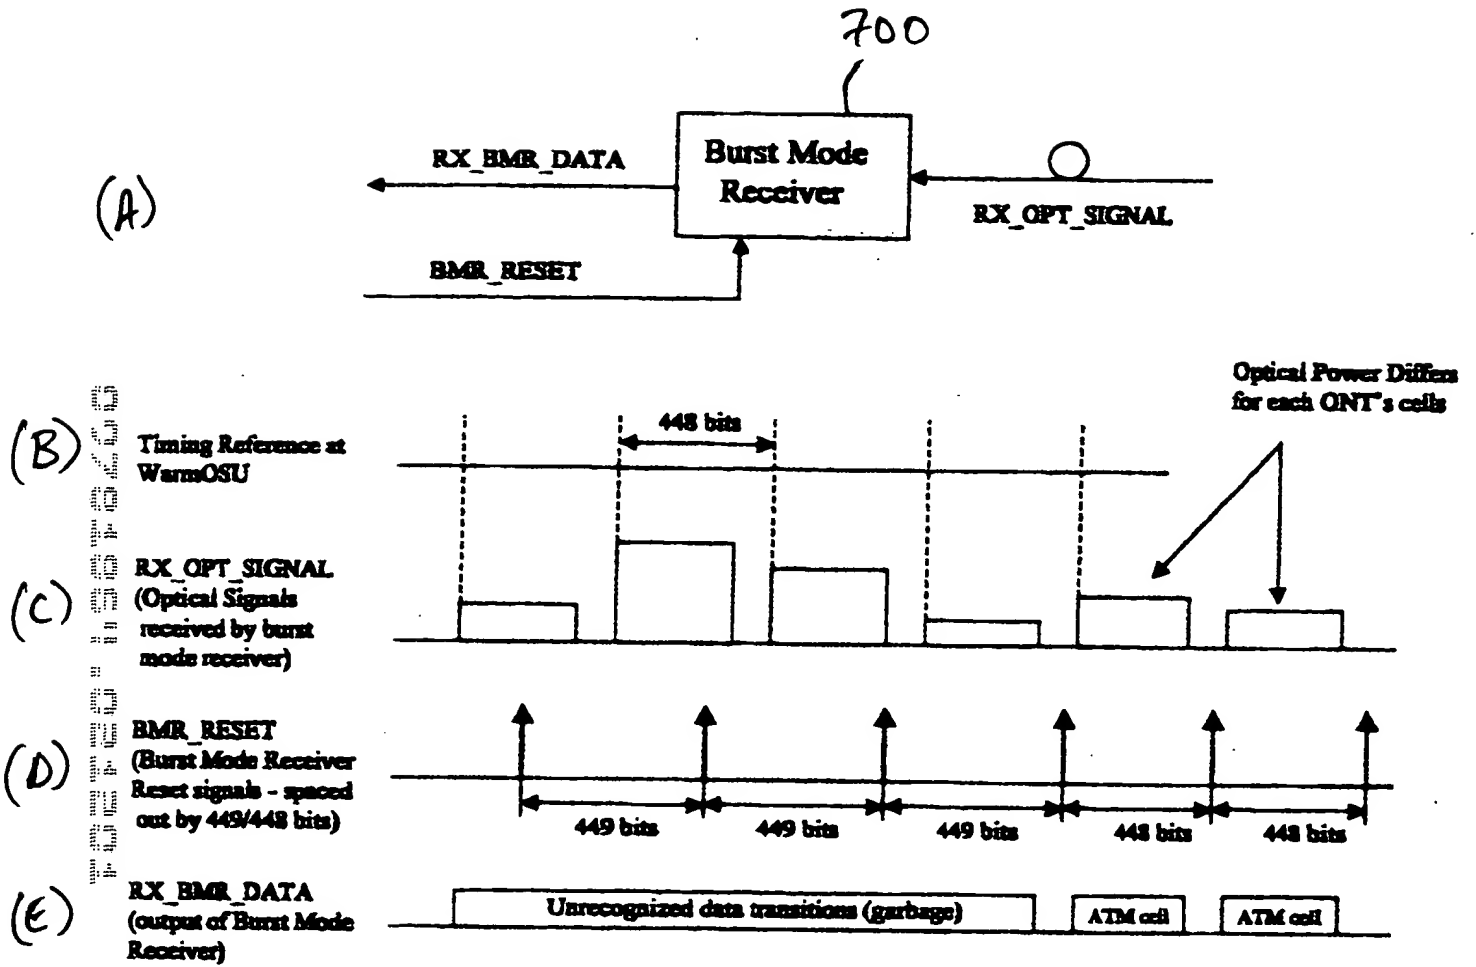 700
Burst Mode
Receiver
RX_BMR_DATA
RX_OPT_SIGNAL
BMR_RESET
(A)
Optical Power Differs
for each ONT's cells
(B)
Timing Reference at
WarmOSU
448 bits
(C)
RX_OPT_SIGNAL
(Optical Signals
received by burst
mode receiver)
(D)
BMR_RESET
(Burst Mode Receiver
Reset signals - spaced
out by 449/448 bits)
449 bits
449 bits
449 bits
448 bits
448 bits
(E)
RX_BMR_DATA
(output of Burst Mode
Receiver)
Unrecognized data transitions (garbage)
ATM cell
ATM cell